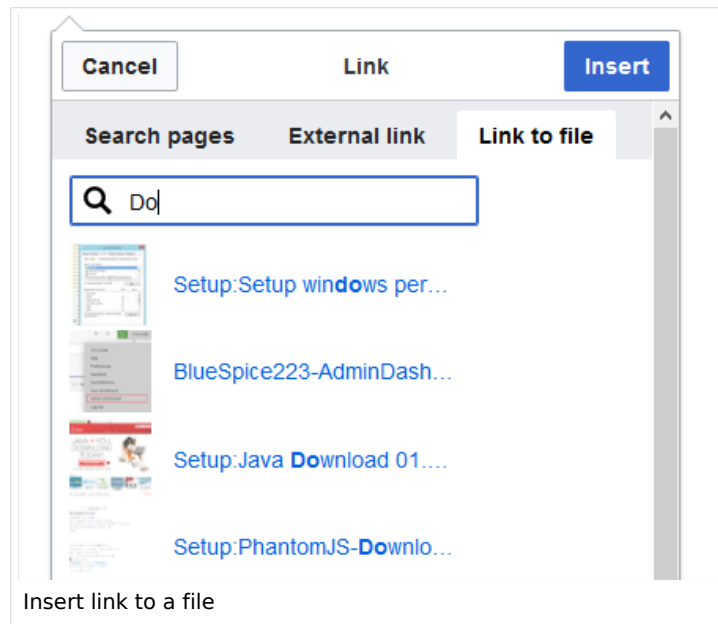 Cancel Link Insert
Search pages External link Link to file
Do
Setup:Setup windows per...
BlueSpice223-AdminDash...
Setup:Java Download 01....
Setup:PhantomJS-Downlo...
Insert link to a file